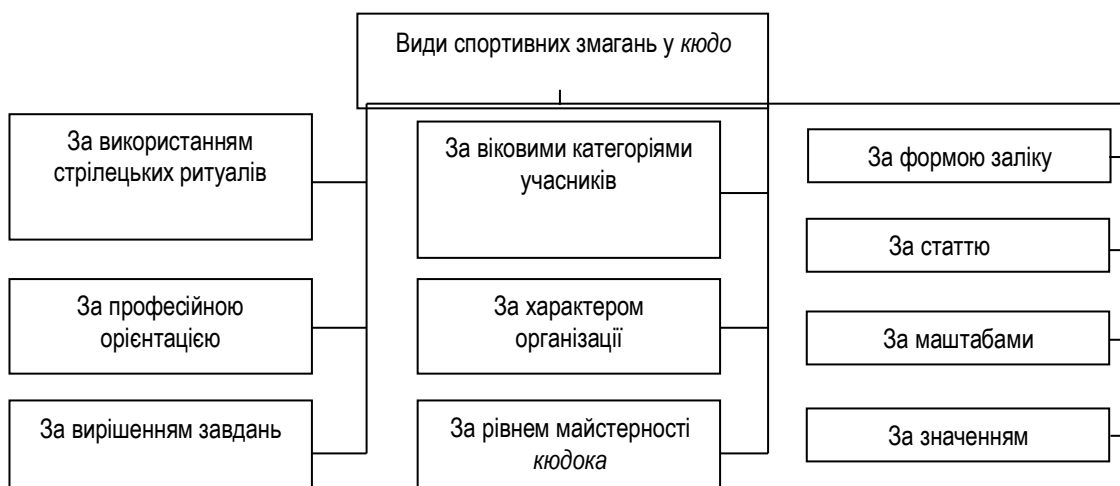 Види спортивних змагань у кюдо
За використанням
стрілецьких ритуалів
За професійною
орієнтацією
За вирішенням завдань
За віковими категоріями
учасників
За характером
організації
За рівнем майстерності
кюдока
За формою заліку
За статтю
За маштабами
За значенням